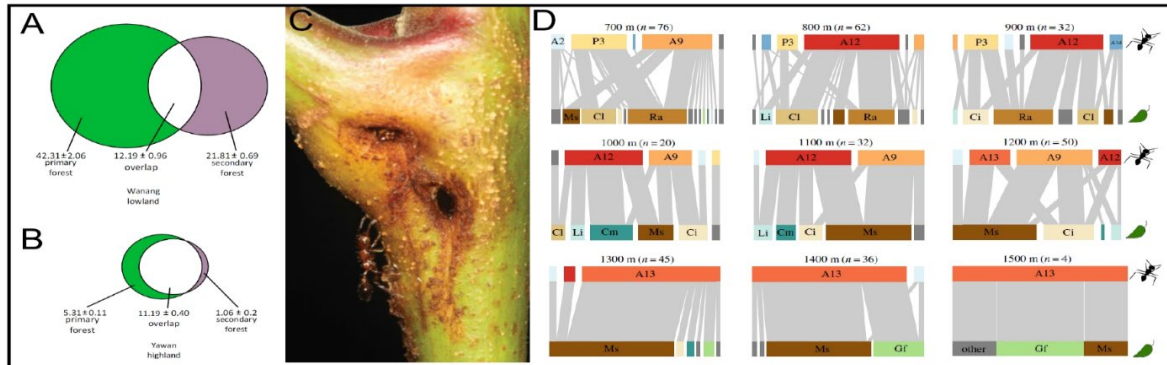 A
42.31±2.06
primary
forest
12.19 ± 0.96
overlap
21.81± 0.69
secondary
forest
Wanang
lowland
B
5.31±0.11
primary
forest
11.19 ± 0.40
overlap
1.06 ± 0.2
secondary
forest
Yawan
highland
C
D
700 m (n = 76)
A2 P3 A9
Ms Cl Ra
800 m (n = 62)
P3 A12
Li Cl Ra
900 m (n = 32)
P3 A12
Ci Ra Cl
1000 m (n = 20)
A12 A9
Cl Li Cm Ms Ci
1100 m (n = 32)
A12 A9
Li Cm Ci Ms
1200 m (n = 50)
A13 A9 A12
Ms Ci
1300 m (n = 45)
A13
Ms
1400 m (n = 36)
A13
Ms Gf
1500 m (n = 4)
A13
other Gf Ms